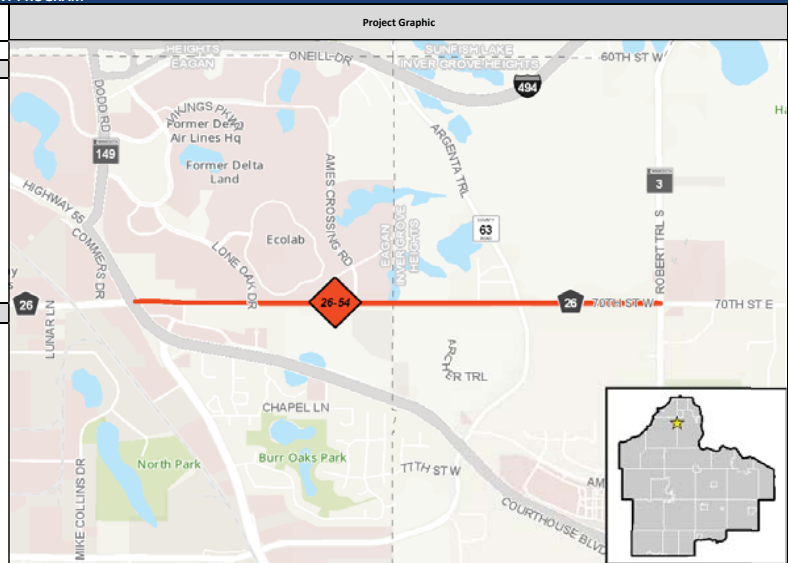 Project Graphic
HEIGHTS
EAGAN
ONEILL DR
SUNFISH LAKE
INVER GROVE HEIGHTS
60TH ST W
494
DODD RD
149
VIKINGS PKWY
Former Delta
Air Lines Hq
Former Delta
Land
AMES CROSSING RD
ARGENTA TRL
MINNESOTA
3
COUNTY
63
ROAD
HIGHWAY 55
COMMERS DR
Ecolab
LONE OAK DR
EAGAN
INVER GROVE
HEIGHTS
ROBERT TRL S
26
LUNAR LN
26-54
26
70TH ST W
70TH ST E
ARCHER TRL
CHAPEL LN
North Park
Burr Oaks Park
77TH ST W
MIKE COLLINS DR
AM
COURTHOUSE BLVD